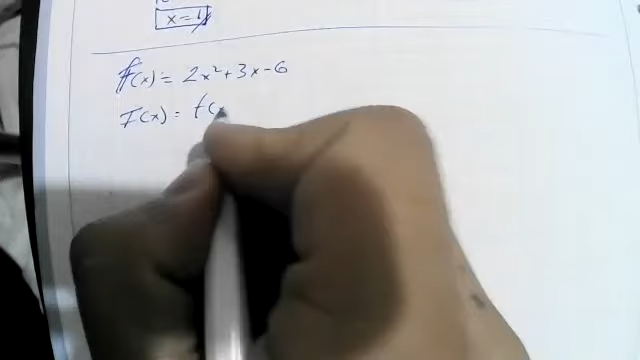 x = 1
f(x) = 2x² + 3x - 6
I(x) = f(x